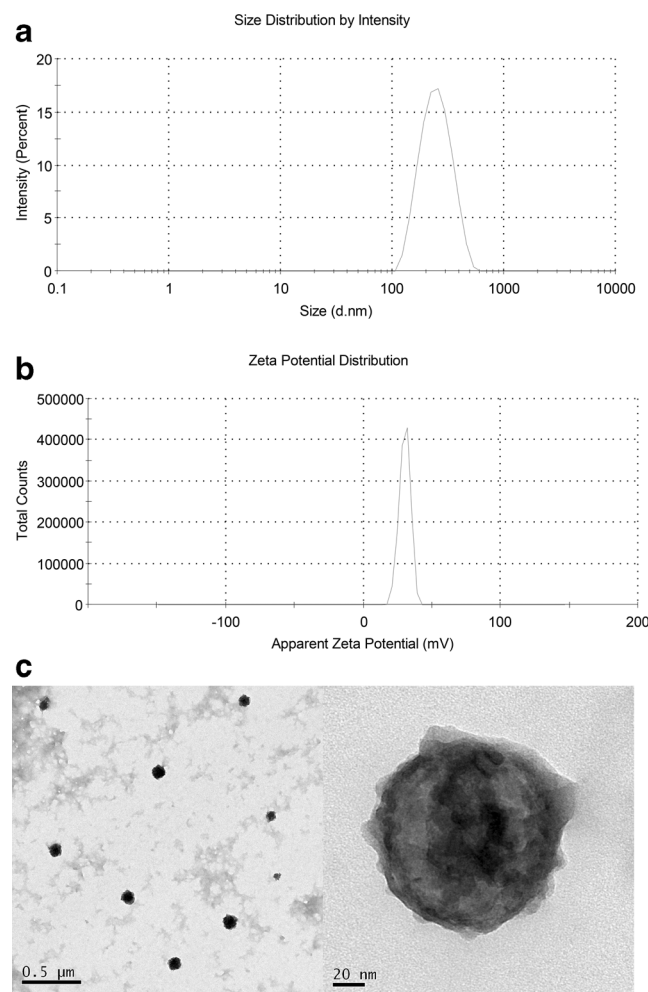 a
Size Distribution by Intensity
20
15
10
5
0
Intensity (Percent)
0.1 1 10 100 1000 10000
Size (d.nm)
b
Zeta Potential Distribution
500000
400000
300000
200000
100000
0
Total Counts
-100 0 100 200
Apparent Zeta Potential (mV)
c
0.5 µm
20 nm